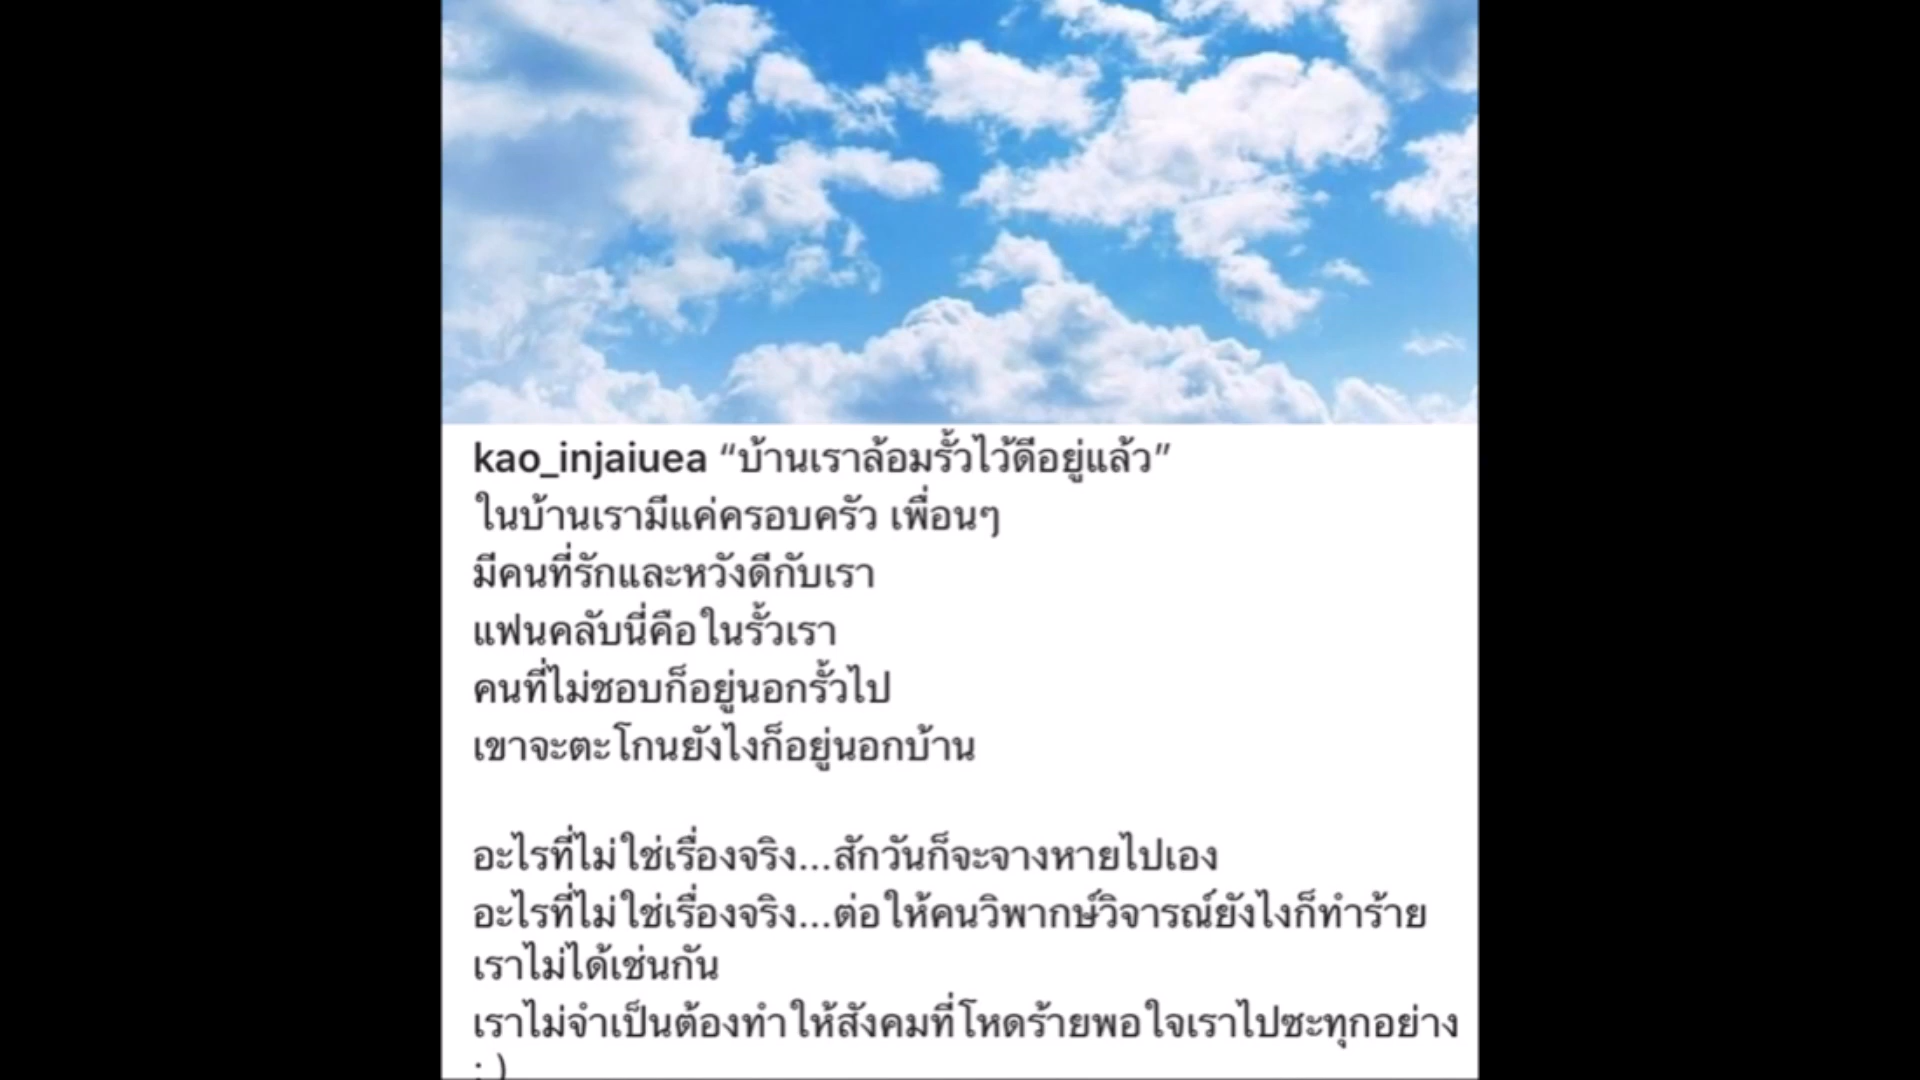 kao_injaiuea “บ้านเราล้อมรั้วไว้ดีอยู่แล้ว”
ในบ้านเรามีแค่ครอบครัว เพื่อนๆ
มีคนที่รักและหวังดีกับเรา
แฟนคลับนี่คือในรั้วเรา
คนที่ไม่ชอบก็อยู่นอกรั้วไป
เขาจะตะโกนยังไงก็อยู่นอกบ้าน
อะไรที่ไม่ใช่เรื่องจริง...สักวันก็จะจางหายไปเอง
อะไรที่ไม่ใช่เรื่องจริง...ต่อให้คนวิพากษ์วิจารณ์ยังไงก็ทำร้าย
เราไม่ได้เช่นกัน
เราไม่จำเป็นต้องทำให้สังคมที่โหดร้ายพอใจเราไปซะทุกอย่าง
: )